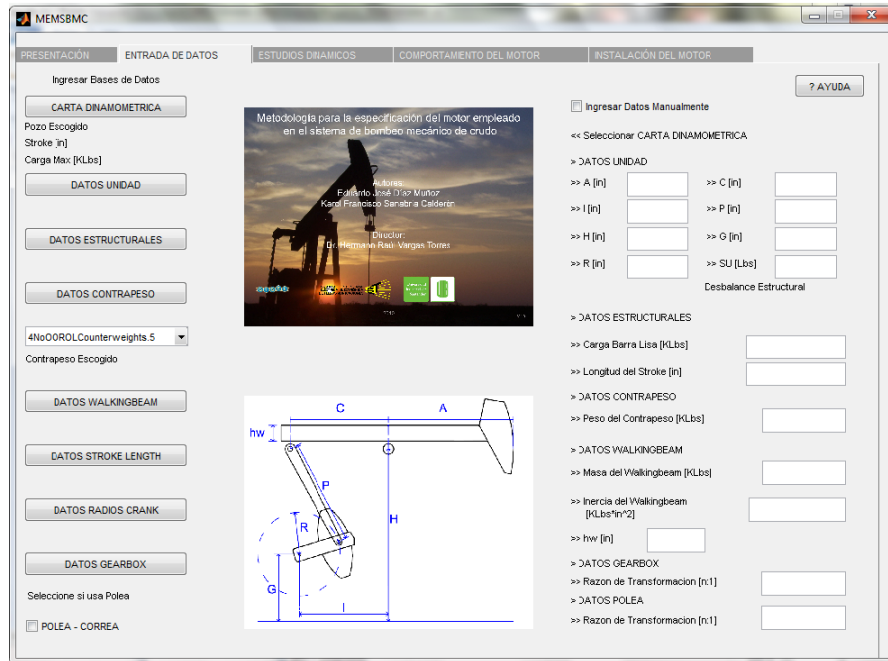 MEMSBMC
PRESENTACIÓN
ENTRADA DE DATOS
ESTUDIOS DINAMICOS
COMPORTAMIENTO DEL MOTOR
INSTALACIÓN DEL MOTOR
Ingresar Bases de Datos
CARTA DINAMOMETRICA
Pozo Escogido
Stroke [in]
Carga Max [KLbs]
DATOS UNIDAD
DATOS ESTRUCTURALES
DATOS CONTRAPESO
4NoO0ROLCounterweights.5
Contrapeso Escogido
DATOS WALKINGBEAM
DATOS STROKE LENGTH
DATOS RADIOS CRANK
DATOS GEARBOX
Seleccione si usa Polea
POLEA - CORREA
Metodología para la especificación del motor empleado
en el sistema de bombeo mecánico de crudo
Autores:
Eduardo José Díaz Muñoz
Karol Francisco Sanabria Calderón
Director:
Dr. Hermann Raúl Vargas Torres
C
A
hw
P
R
H
G
I
? AYUDA
Ingresar Datos Manualmente
<< Seleccionar CARTA DINAMOMETRICA
> DATOS UNIDAD
>> A [in]
>> C [in]
>> I [in]
>> P [in]
>> H [in]
>> G [in]
>> R [in]
>> SU [Lbs]
Desbalance Estructural
> DATOS ESTRUCTURALES
>> Carga Barra Lisa [KLbs]
>> Longitud del Stroke [in]
> DATOS CONTRAPESO
>> Peso del Contrapeso [KLbs]
> DATOS WALKINGBEAM
>> Masa del Walkingbeam [KLbs]
>> Inercia del Walkingbeam
[KLbs*in^2]
>> hw [in]
> DATOS GEARBOX
>> Razon de Transformacion [n:1]
> DATOS POLEA
>> Razon de Transformacion [n:1]